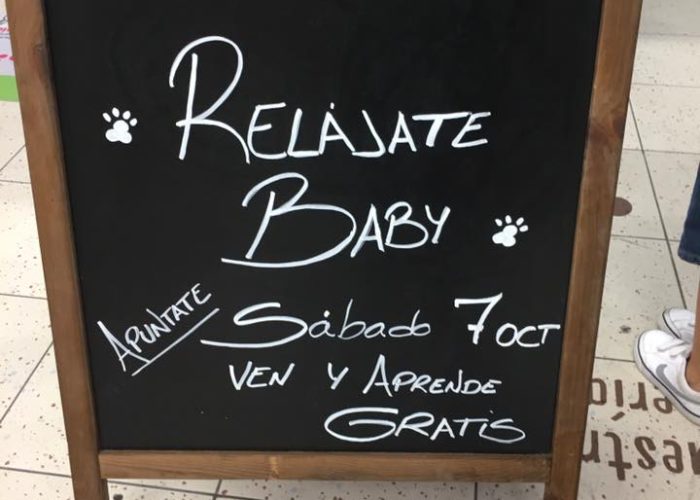 RELÁJATE
BABY
APUNTATE
Sábado 7 OCT
VEN Y APRENDE
GRATIS